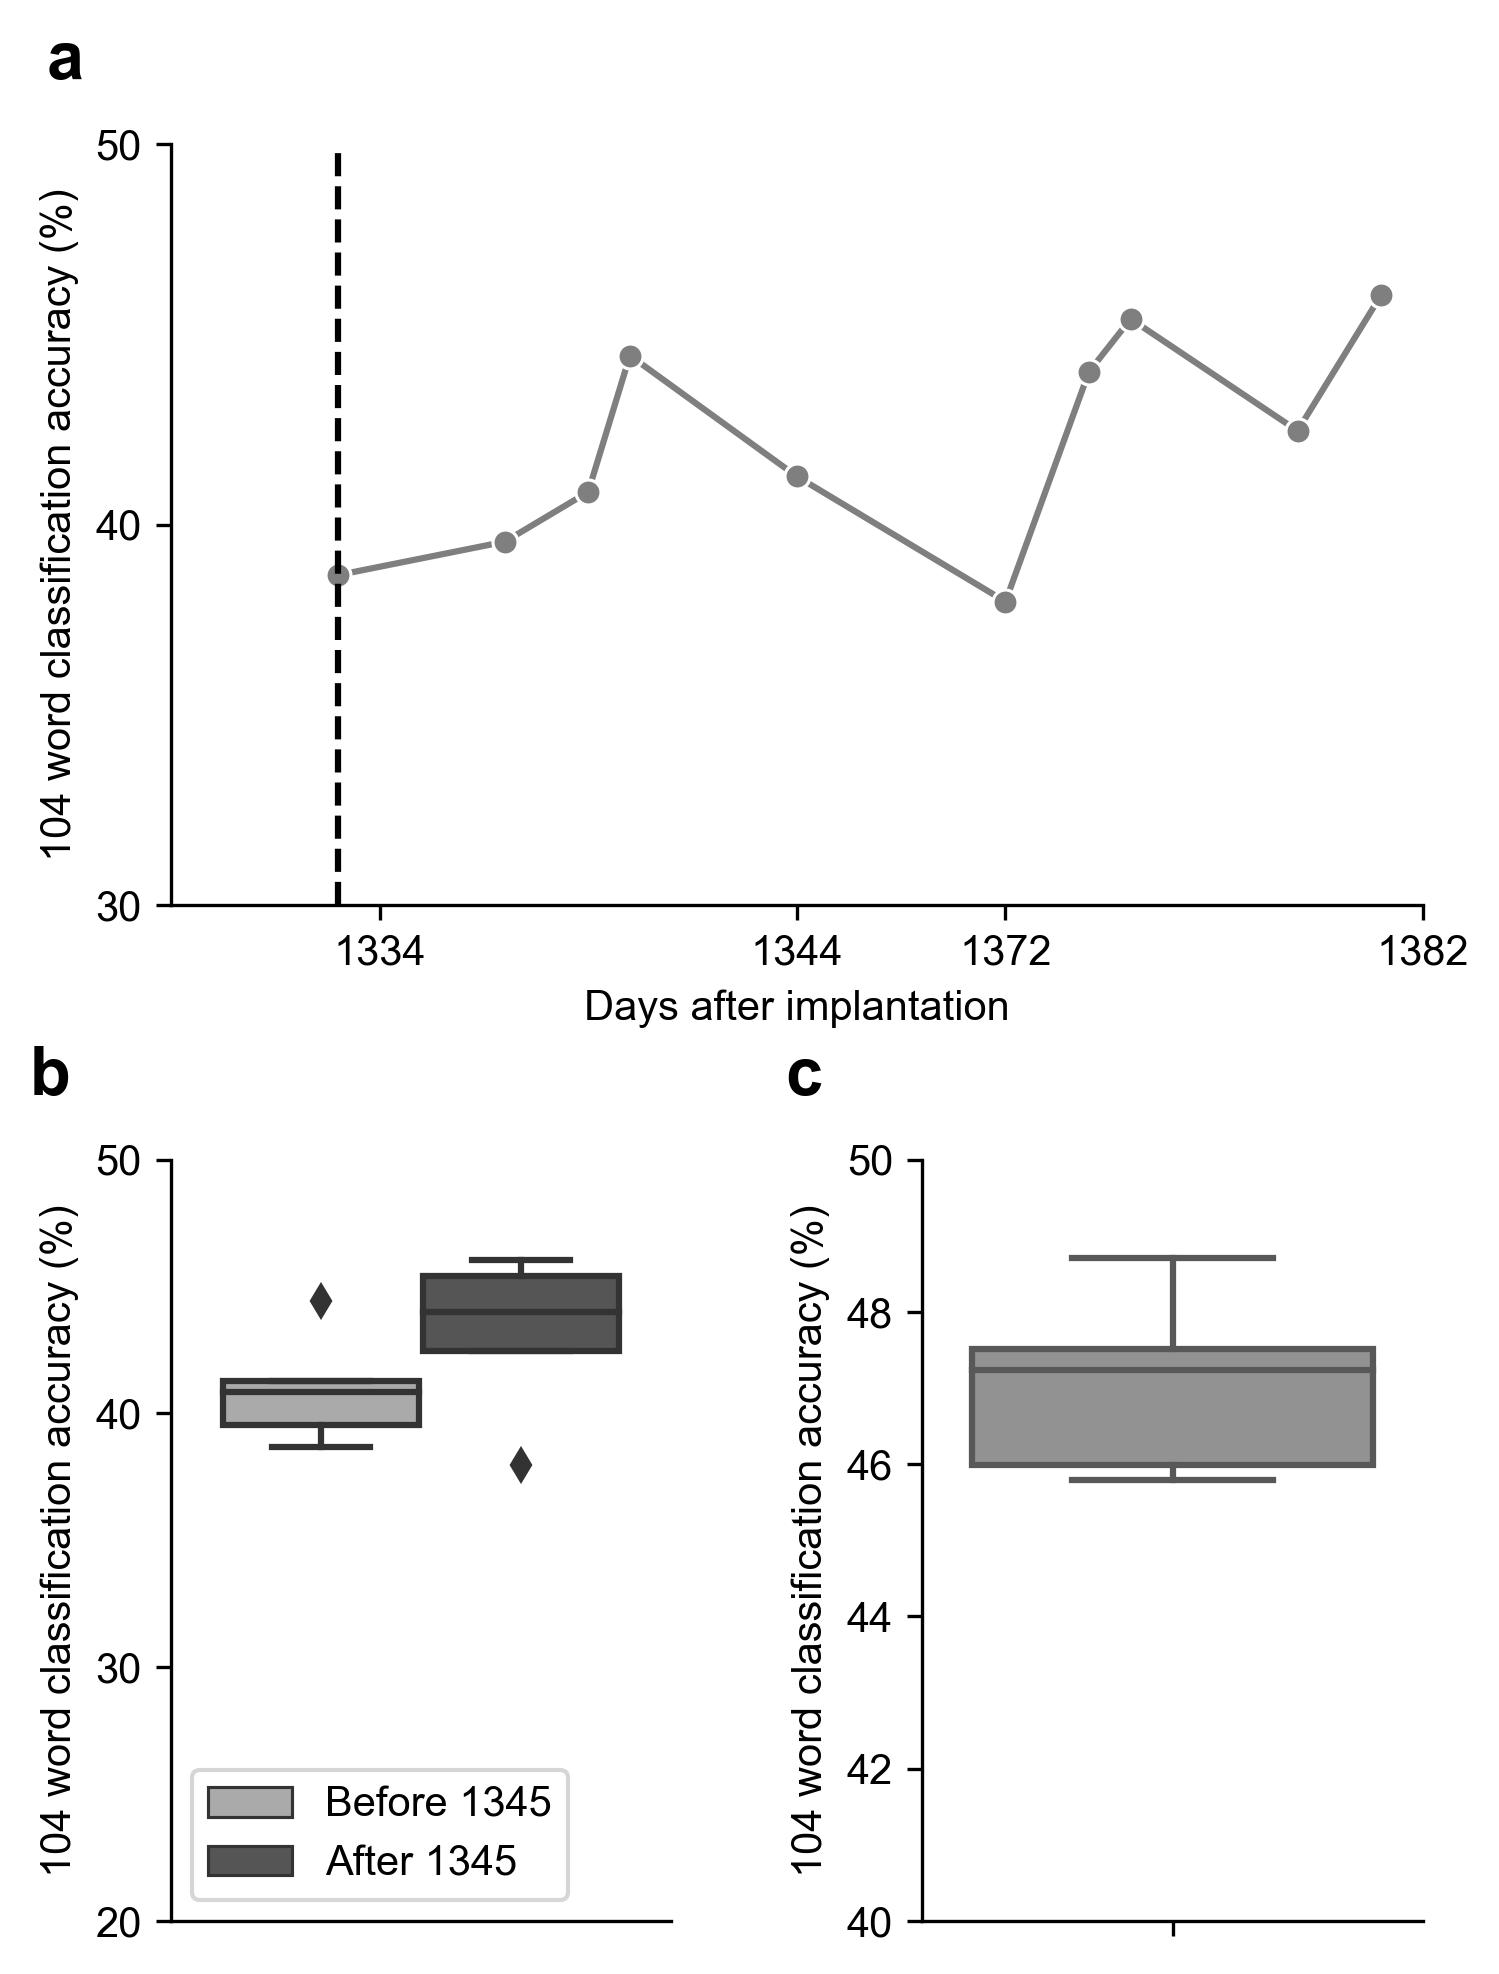 a
50
40
30
104 word classification accuracy (%)
1334
1344
1372
1382
Days after implantation
b
50
40
30
20
104 word classification accuracy (%)
Before 1345
After 1345
c
50
48
46
44
42
40
104 word classification accuracy (%)